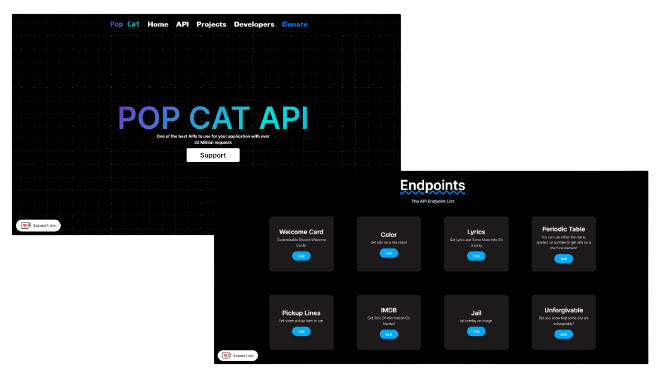 Pop Cat Home API Projects Developers Donate
POP CAT API
One of the best APIs to use for your application with over
32 Million requests
Support
Support me
Endpoints
The API Endpoint List
Welcome Card
Customizable Discord Welcome
Cards!
Link
Color
Get info on a hex color!
Link
Lyrics
Get Lyrics and Some More Info On
a Song
Link
Periodic Table
You can use either the name,
symbol, or number to get info on a
chemical element
Link
Pickup Lines
Get some pickup lines to use
Link
IMDB
Get Tons Of Information On
Movies!
Link
Jail
Jail overlay on image
Link
Unforgivable
Did you know that some sins are
unforgivable?
Link
Support me